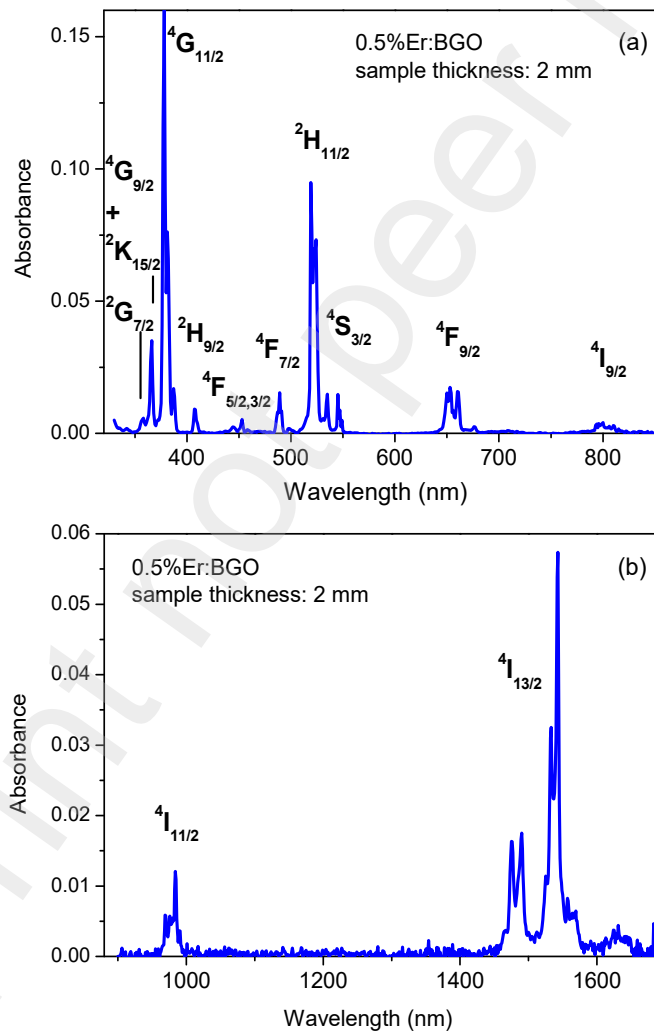 0.15
0.10
0.05
0.00
Absorbance
400
500
600
700
800
Wavelength (nm)
0.5%Er:BGO
sample thickness: 2 mm
(a)
⁴G₁₁/₂
⁴G₉/₂
+
²K₁₅/₂
²G₇/₂
²H₉/₂
⁴F₅/₂,₃/₂
⁴F₇/₂
²H₁₁/₂
⁴S₃/₂
⁴F₉/₂
⁴I₉/₂
0.06
0.05
0.04
0.03
0.02
0.01
0.00
Absorbance
1000
1200
1400
1600
Wavelength (nm)
0.5%Er:BGO
sample thickness: 2 mm
(b)
⁴I₁₁/₂
⁴I₁₃/₂
int not peer r